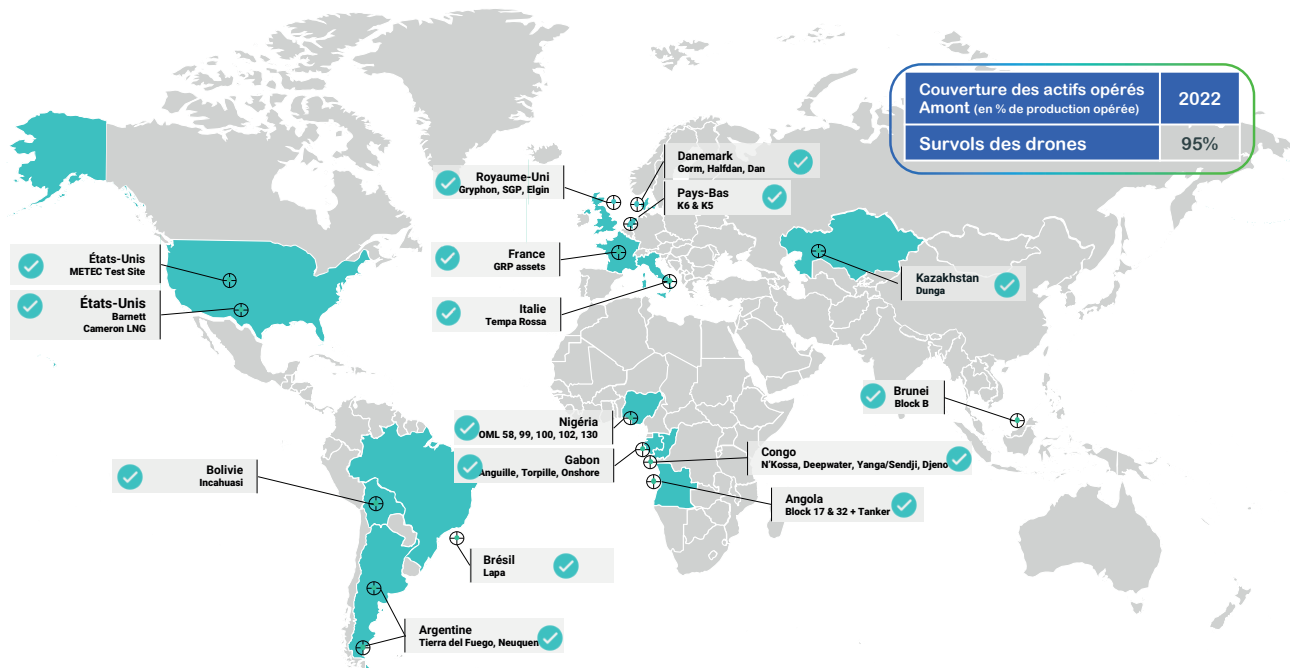 Couverture des actifs opérés
Amont (en % de production opérée)
2022
Survols des drones
95%
Danemark
Gorm, Halfdan, Dan
Royaume-Uni
Gryphon, SGP, Elgin
Pays-Bas
K6 & K5
États-Unis
METEC Test Site
France
GRP assets
Kazakhstan
Dunga
États-Unis
Barnett
Cameron LNG
Italie
Tempa Rossa
Brunei
Block B
Nigéria
OML 58, 99, 100, 102, 130
Gabon
Anguille, Torpille, Onshore
Congo
N'Kossa, Deepwater, Yanga/Sendji, Djeno
Bolivie
Incahuasi
Angola
Block 17 & 32 + Tanker
Brésil
Lapa
Argentine
Tierra del Fuego, Neuquen